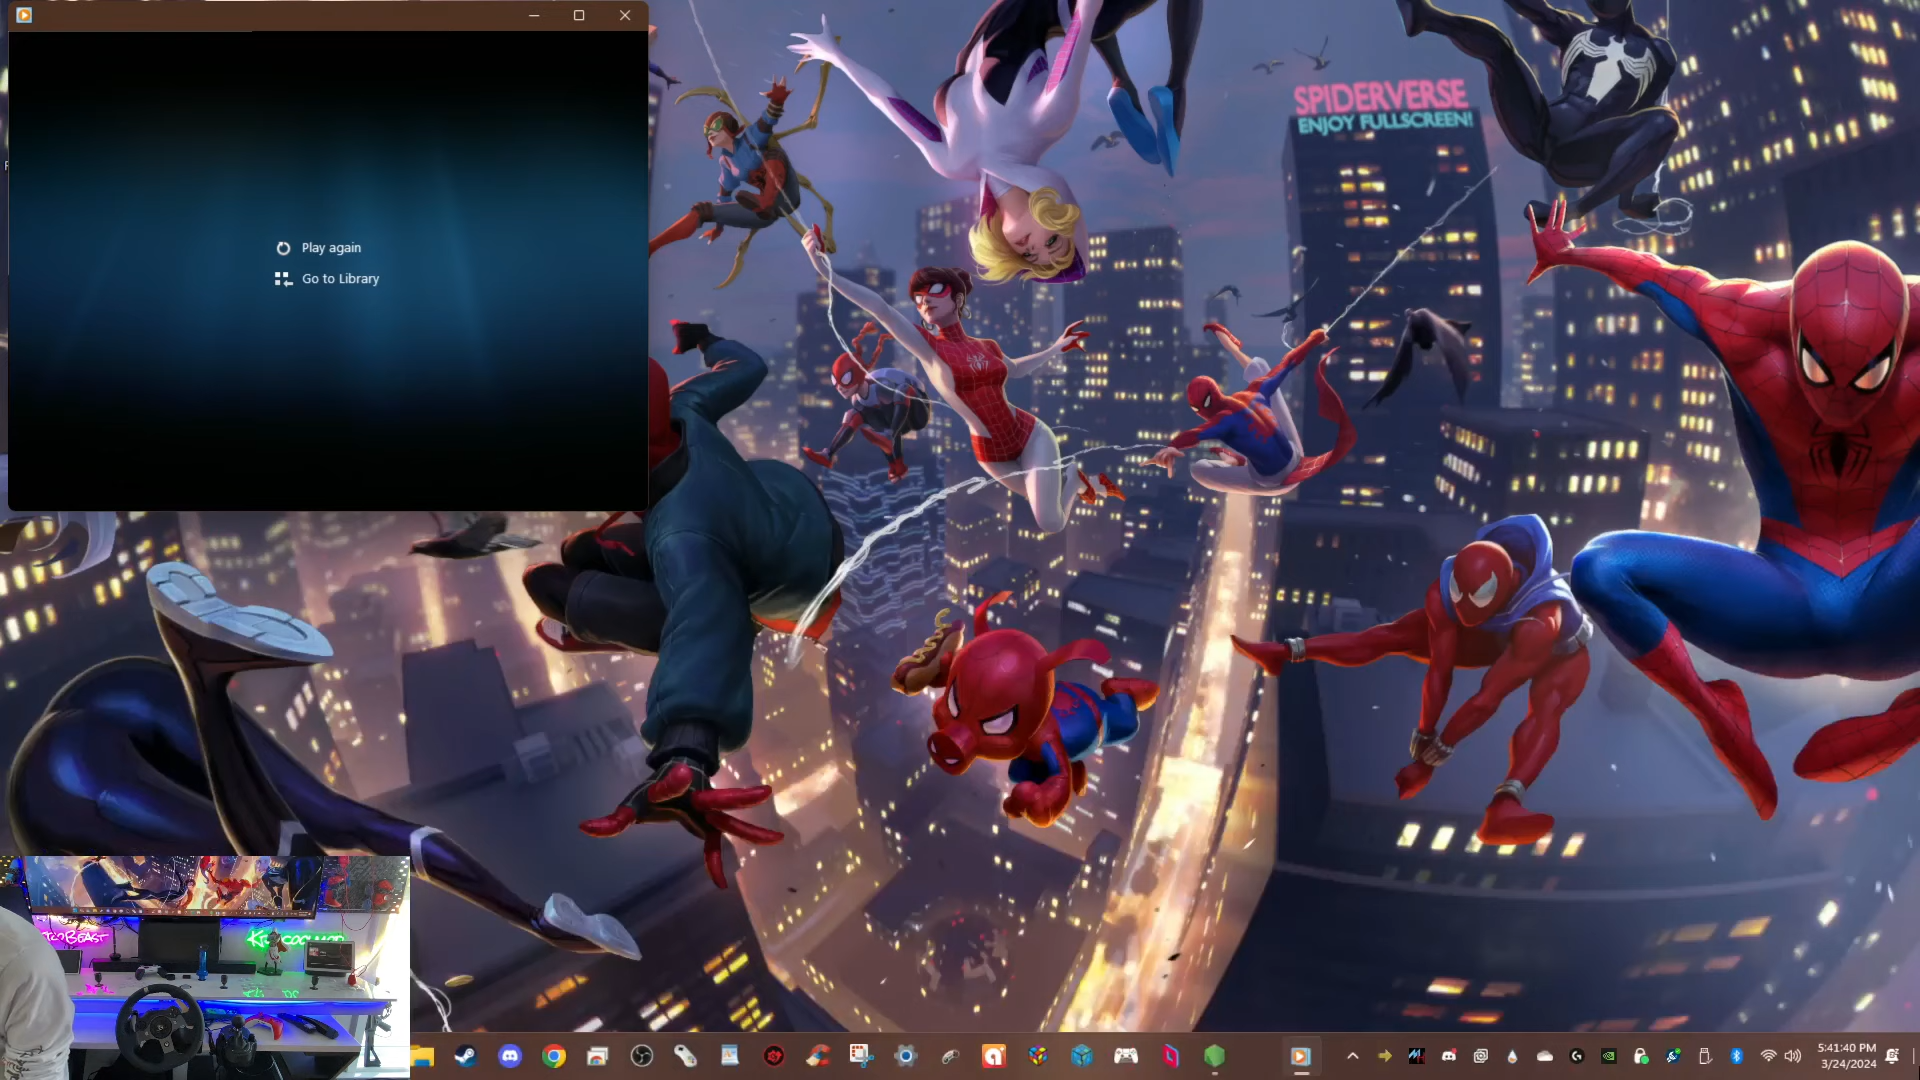 Play again
Go to Library
SPIDERVERSE
ENJOY FULLSCREEN!
5:41:40 PM
3/24/2024